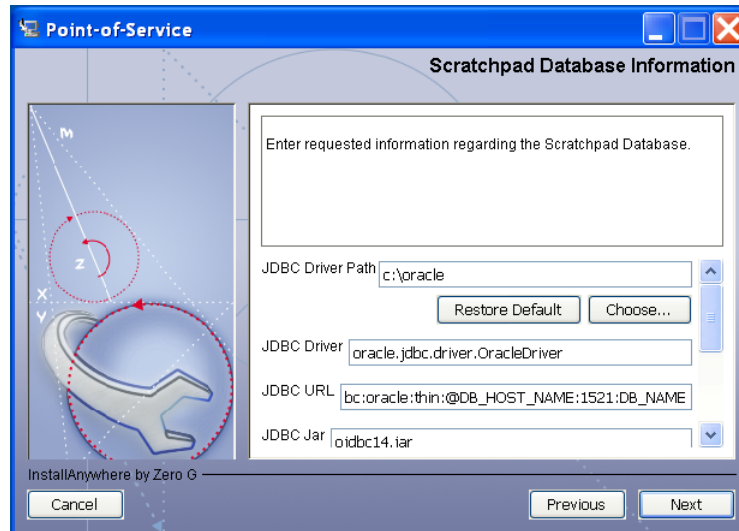 Point-of-Service
Scratchpad Database Information
M
Z
X
Y
Enter requested information regarding the Scratchpad Database.
JDBC Driver Path c:\oracle
Restore Default Choose...
JDBC Driver oracle.jdbc.driver.OracleDriver
JDBC URL bc:oracle:thin:@DB_HOST_NAME:1521:DB_NAME
JDBC Jar ojdbc14.jar
InstallAnywhere by Zero G
Cancel Previous Next